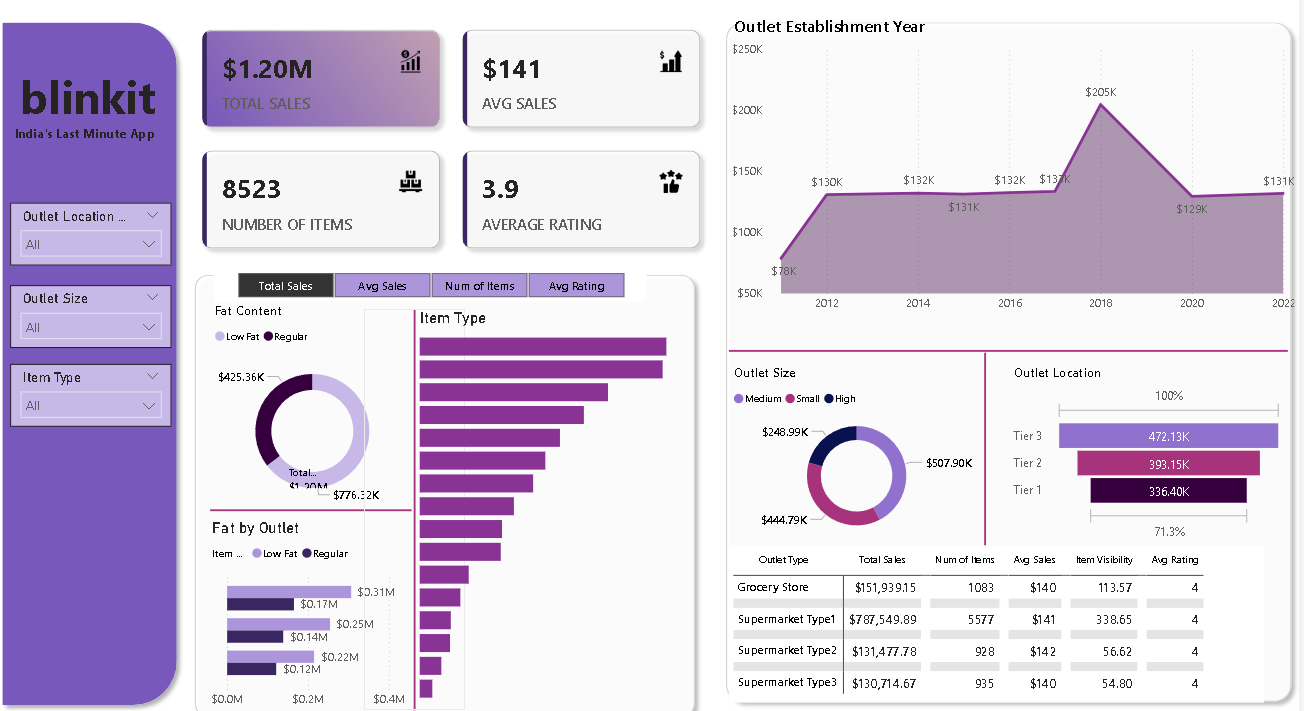 blinkit
India's Last Minute App
Outlet Location ...
All
Outlet Size
All
Item Type
All
$1.20M
TOTAL SALES
$141
AVG SALES
8523
NUMBER OF ITEMS
3.9
AVERAGE RATING
Total Sales
Avg Sales
Num of Items
Avg Rating
Fat Content
Low Fat
Regular
$425.36K
Total...
$1.20M
$776.32K
Fat by Outlet
Item ...
Low Fat
Regular
$0.31M
$0.17M
$0.25M
$0.14M
$0.22M
$0.12M
$0.0M
$0.2M
$0.4M
Item Type
Outlet Establishment Year
$250K
$200K
$150K
$100K
$50K
$78K
$130K
$132K
$131K
$132K
$133K
$205K
$129K
$131K
2012
2014
2016
2018
2020
2022
Outlet Size
Medium
Small
High
$248.99K
$507.90K
$444.79K
Outlet Location
100%
Tier 3
472.13K
Tier 2
393.15K
Tier 1
336.40K
71.3%
Outlet Type Total Sales Num of Items Avg Sales Item Visibility Avg Rating
Grocery Store $151,939.15 1083 $140 113.57 4
Supermarket Type1 $787,549.89 5577 $141 338.65 4
Supermarket Type2 $131,477.78 928 $142 56.62 4
Supermarket Type3 $130,714.67 935 $140 54.80 4